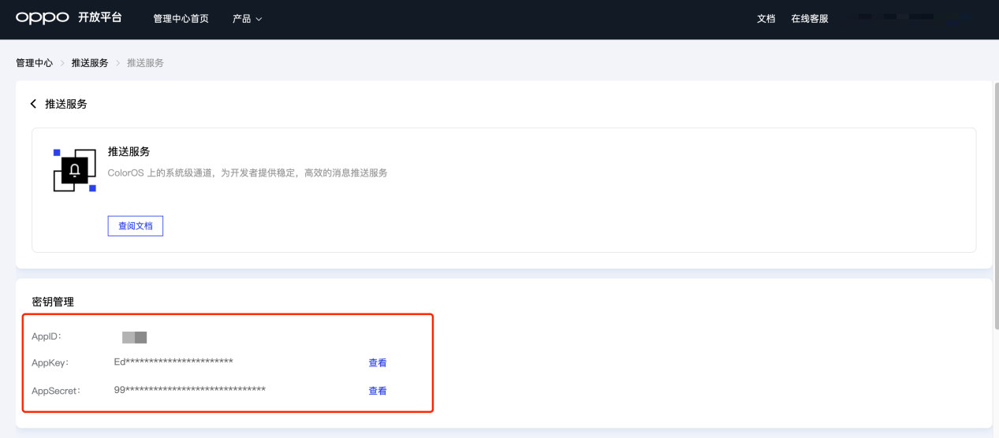 oppo 开放平台 管理中心首页 产品 文档 在线客服
管理中心 > 推送服务 > 推送服务
推送服务
推送服务
ColorOS 上的系统级通道，为开发者提供稳定，高效的消息推送服务
查阅文档
密钥管理
AppID：
AppKey： Ed*********************** 查看
AppSecret： 99****************************** 查看